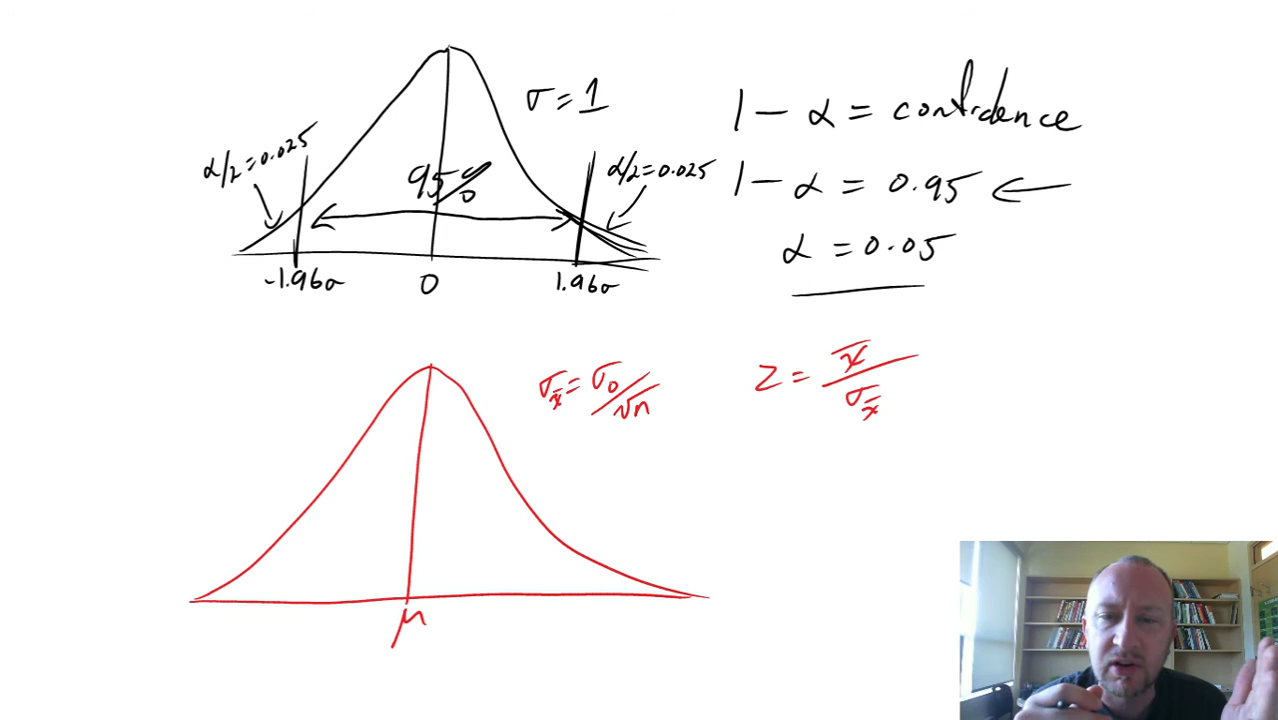 σ = 1
α/2 = 0.025
95%
α/2 = 0.025
-1.96σ
0
1.96σ
1 - α = confidence
1 - α = 0.95 ←
α = 0.05
σx̄ = σ0/√n
z = x̄/σx̄
μ